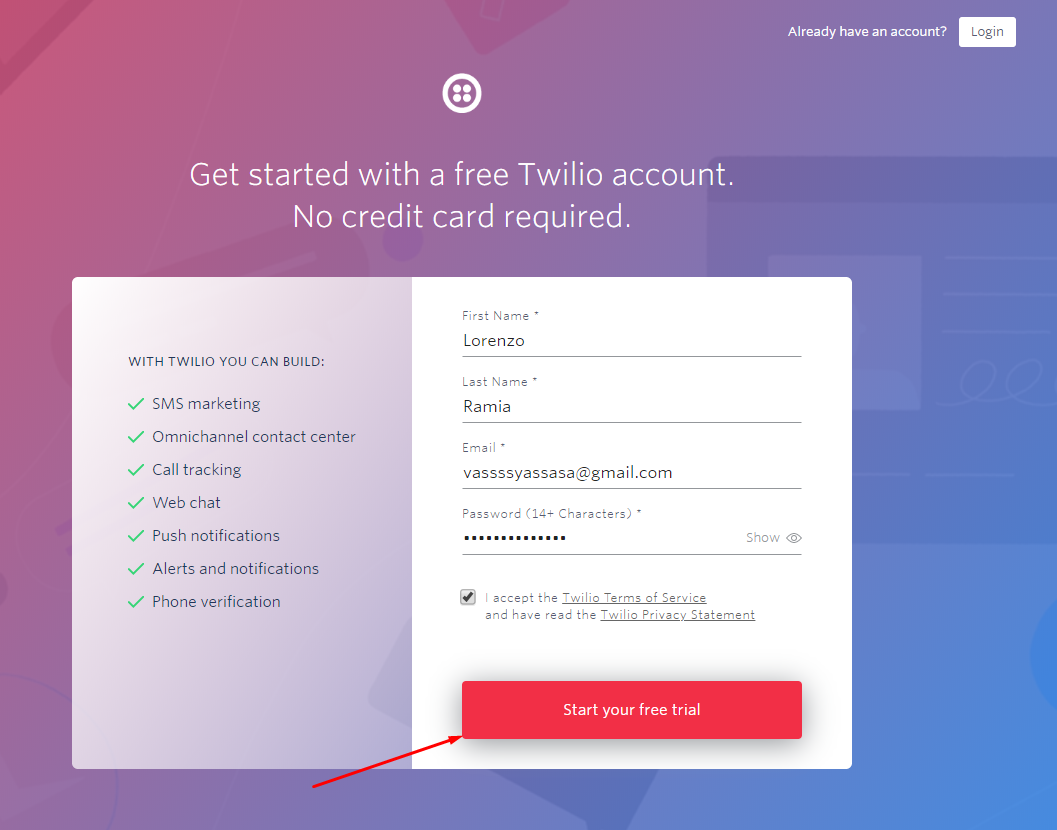 Already have an account?
Login
Get started with a free Twilio account.
No credit card required.
WITH TWILIO YOU CAN BUILD:
SMS marketing
Omnichannel contact center
Call tracking
Web chat
Push notifications
Alerts and notifications
Phone verification
First Name *
Lorenzo
Last Name *
Ramia
Email *
vassssyassasa@gmail.com
Password (14+ Characters) *
••••••••••••••
Show
I accept the Twilio Terms of Service
and have read the Twilio Privacy Statement
Start your free trial